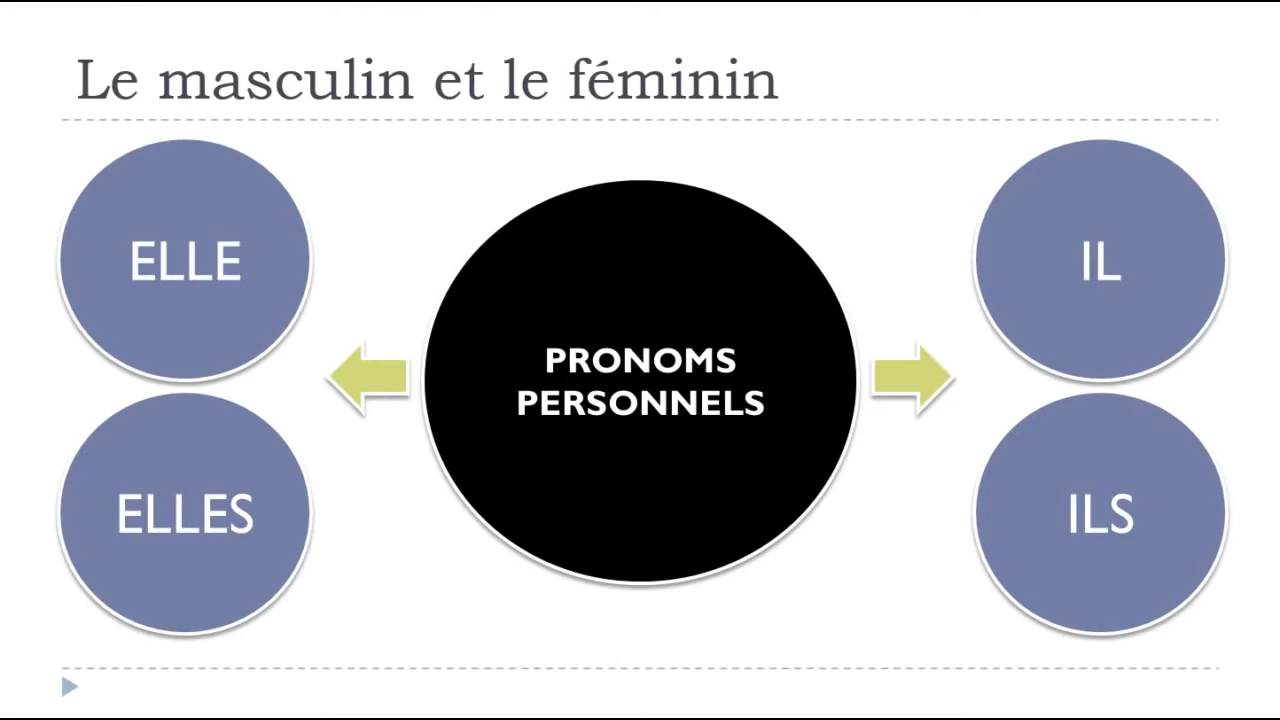 Le masculin et le féminin
ELLE
ELLES
PRONOMS
PERSONNELS
IL
ILS